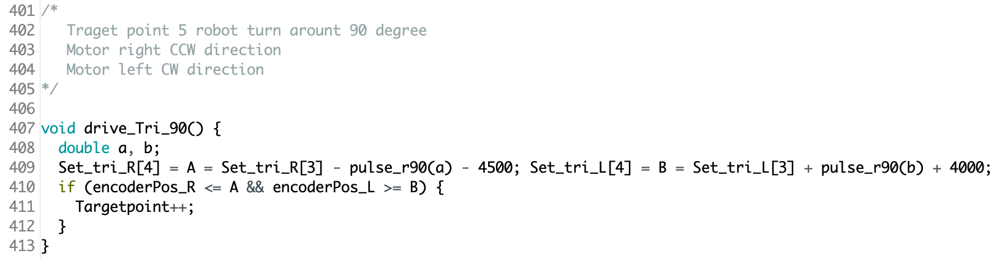 401 /*
402    Traget point 5 robot turn arount 90 degree
403    Motor right CCW direction
404    Motor left CW direction
405 */
406
407 void drive_Tri_90() {
408   double a, b;
409   Set_tri_R[4] = A = Set_tri_R[3] - pulse_r90(a) - 4500; Set_tri_L[4] = B = Set_tri_L[3] + pulse_r90(b) + 4000;
410   if (encoderPos_R <= A && encoderPos_L >= B) {
411     Targetpoint++;
412   }
413 }